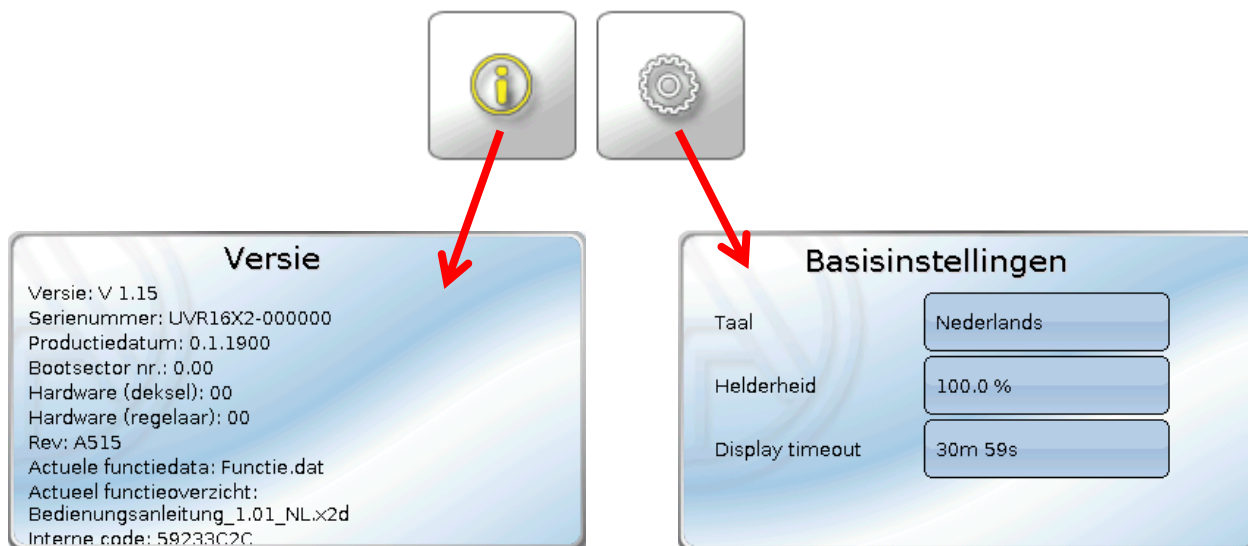 Versie
Versie: V 1.15
Serienummer: UVR16X2-000000
Productiedatum: 0.1.1900
Bootsector nr.: 0.00
Hardware (deksel): 00
Hardware (regelaar): 00
Rev: A515
Actuele functiedata: Functie.dat
Actueel functieoverzicht:
Bedienungsanleitung_1.01_NL.x2d
Interne code: 59233C2C
Basisinstellingen
Taal Nederlands
Helderheid 100.0 %
Display timeout 30m 59s